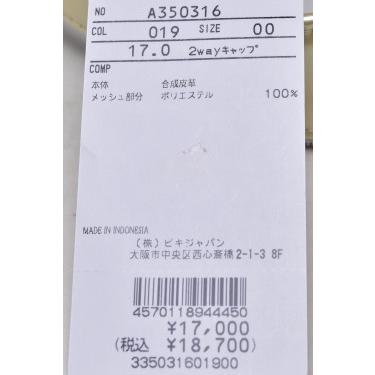 NO A350316
COL 019 SIZE 00
17.0 2wayキャップ
COMP
本体 合成皮革
メッシュ部分 ポリエステル 100%
MADE IN INDONESIA
(株)ビキジャパン
大阪市中央区西心斎橋2-1-3 8F
4570118944450
¥17,000
(税込 ¥18,700)
335031601900